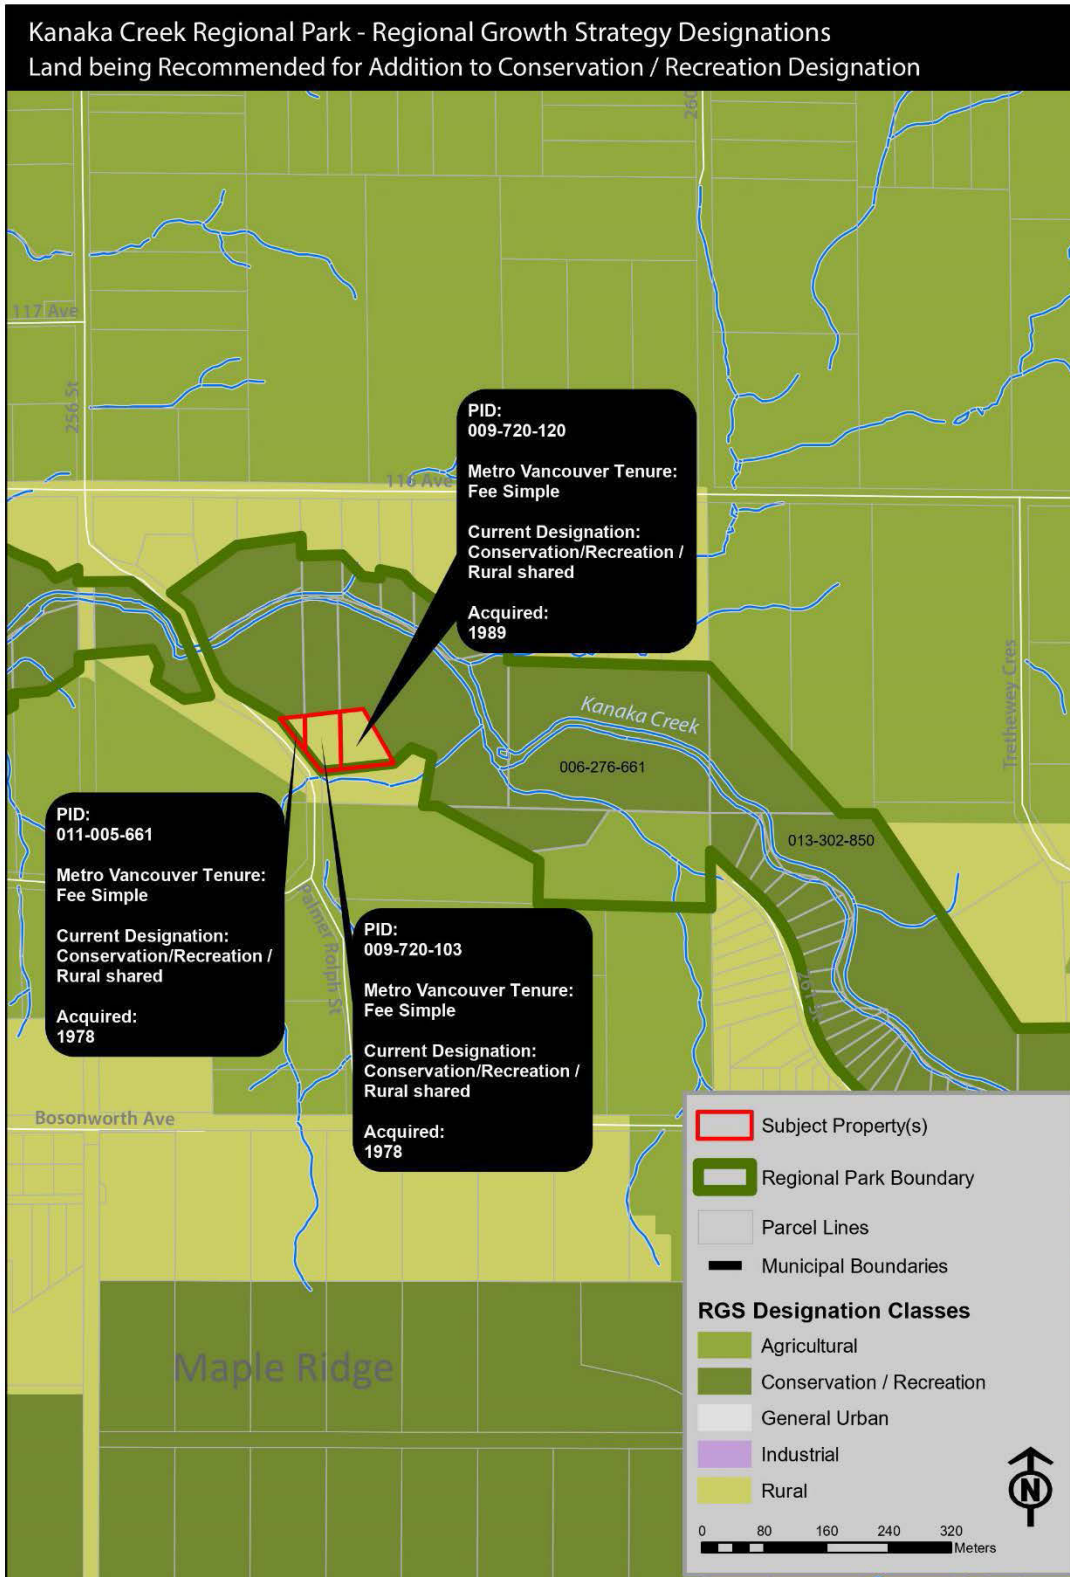 Kanaka Creek Regional Park - Regional Growth Strategy Designations
Land being Recommended for Addition to Conservation / Recreation Designation
260
117 Ave
256 St
116 Ave
PID:
009-720-120
Metro Vancouver Tenure:
Fee Simple
Current Designation:
Conservation/Recreation /
Rural shared
Acquired:
1989
Kanaka Creek
Trethewey Cres
006-276-661
013-302-850
PID:
011-005-661
Metro Vancouver Tenure:
Fee Simple
Current Designation:
Conservation/Recreation /
Rural shared
Acquired:
1978
Palmer Rolph St
PID:
009-720-103
Metro Vancouver Tenure:
Fee Simple
Current Designation:
Conservation/Recreation /
Rural shared
Acquired:
1978
261 St
Bosonworth Ave
Maple Ridge
Subject Property(s)
Regional Park Boundary
Parcel Lines
Municipal Boundaries
RGS Designation Classes
Agricultural
Conservation / Recreation
General Urban
Industrial
Rural
N
0 80 160 240 320
Meters